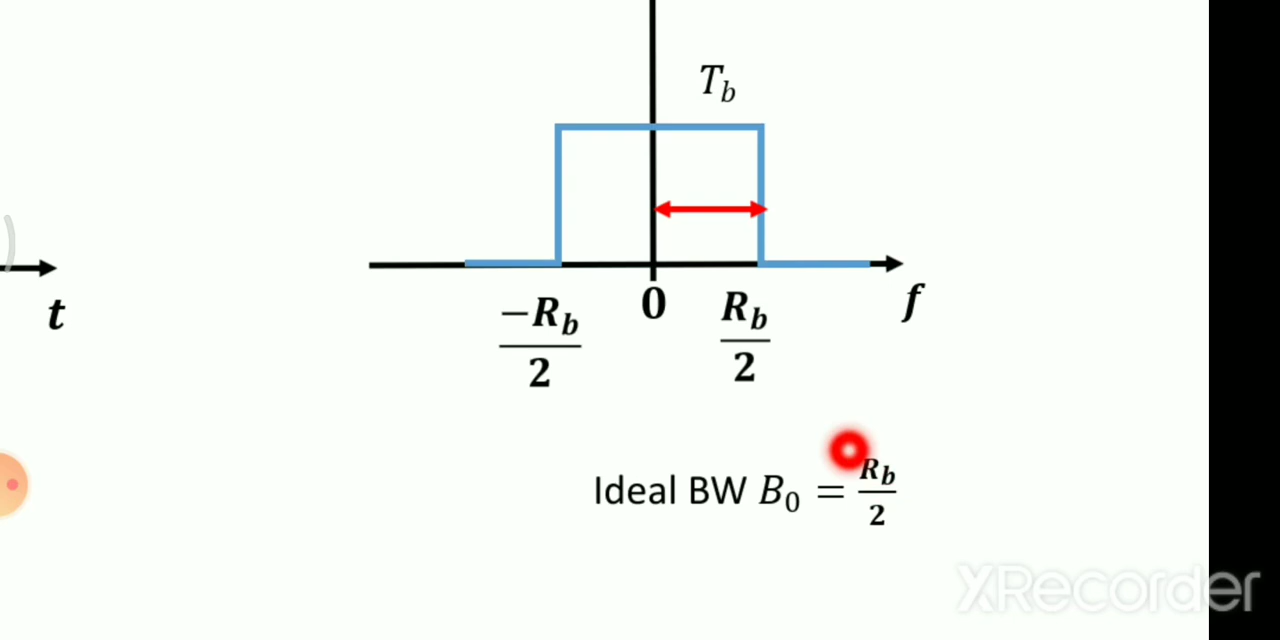 T_b
t
-R_b/2
0
R_b/2
f
Ideal BW B_0 = R_b/2
XRecorder